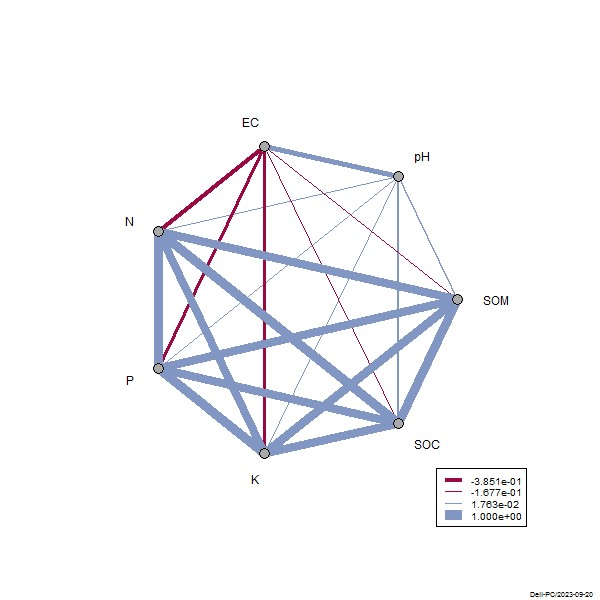 EC
pH
N
SOM
P
SOC
K
-3.851e-01
-1.677e-01
1.763e-02
1.000e+00
Dell-PC/2023-09-20